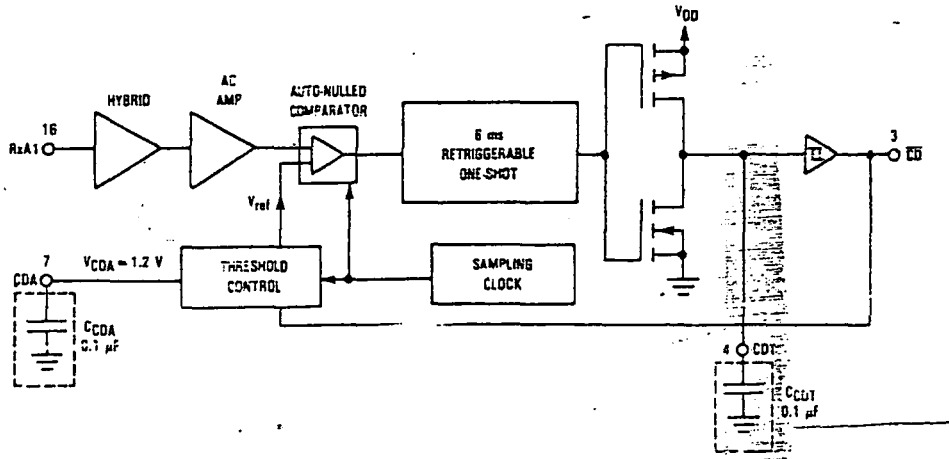 VDD
HYBRID
AC
AMP
AUTO-NULLED
COMPARATOR
16
RxA1
6 ms
RETRIGGERABLE
ONE-SHOT
3
CD
Vref
7
VCDA = 1.2 V
CDA
THRESHOLD
CONTROL
SAMPLING
CLOCK
CCDA
0.1 µF
4
CDT
CCDT
0.1 µF